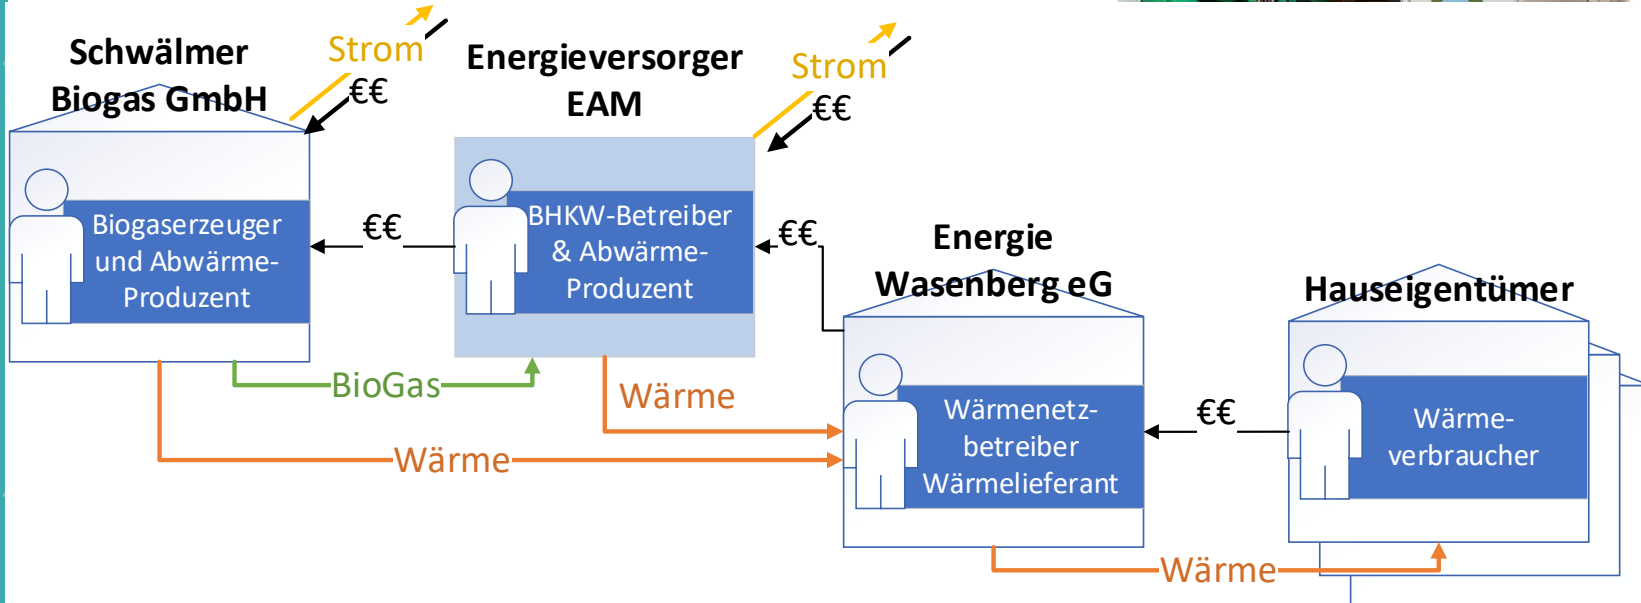 Schwälmer
Biogas GmbH
Strom
€€
Energieversorger
EAM
Strom
€€
Biogaserzeuger
und Abwärme-
Produzent
€€
BHKW-Betreiber
& Abwärme-
Produzent
€€
Energie
Wasenberg eG
Hauseigentümer
BioGas
Wärme
Wärme
Wärmenetz-
betreiber
Wärmelieferant
€€
Wärme-
verbraucher
Wärme